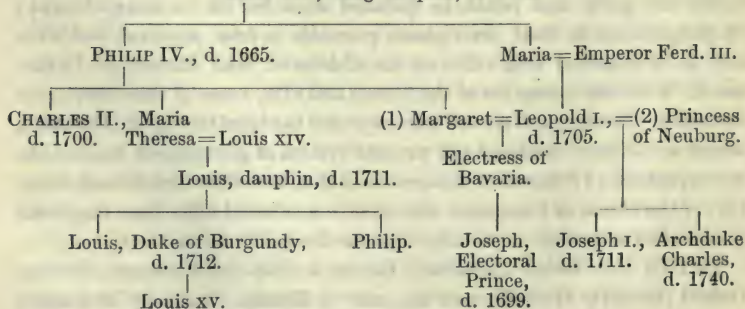 PHILIP IV., d. 1665. Maria=Emperor Ferd. III.
CHARLES II., Maria (1) Margaret=Leopold I.,=(2) Princess
d. 1700. Theresa=Louis XIV. d. 1705. of Neuburg.
Electress of
Louis, dauphin, d. 1711. Bavaria.
Louis, Duke of Burgundy, Philip. Joseph, Joseph I., Archduke
d. 1712. Electoral d. 1711. Charles,
Prince, d. 1740.
Louis XV. d. 1699.